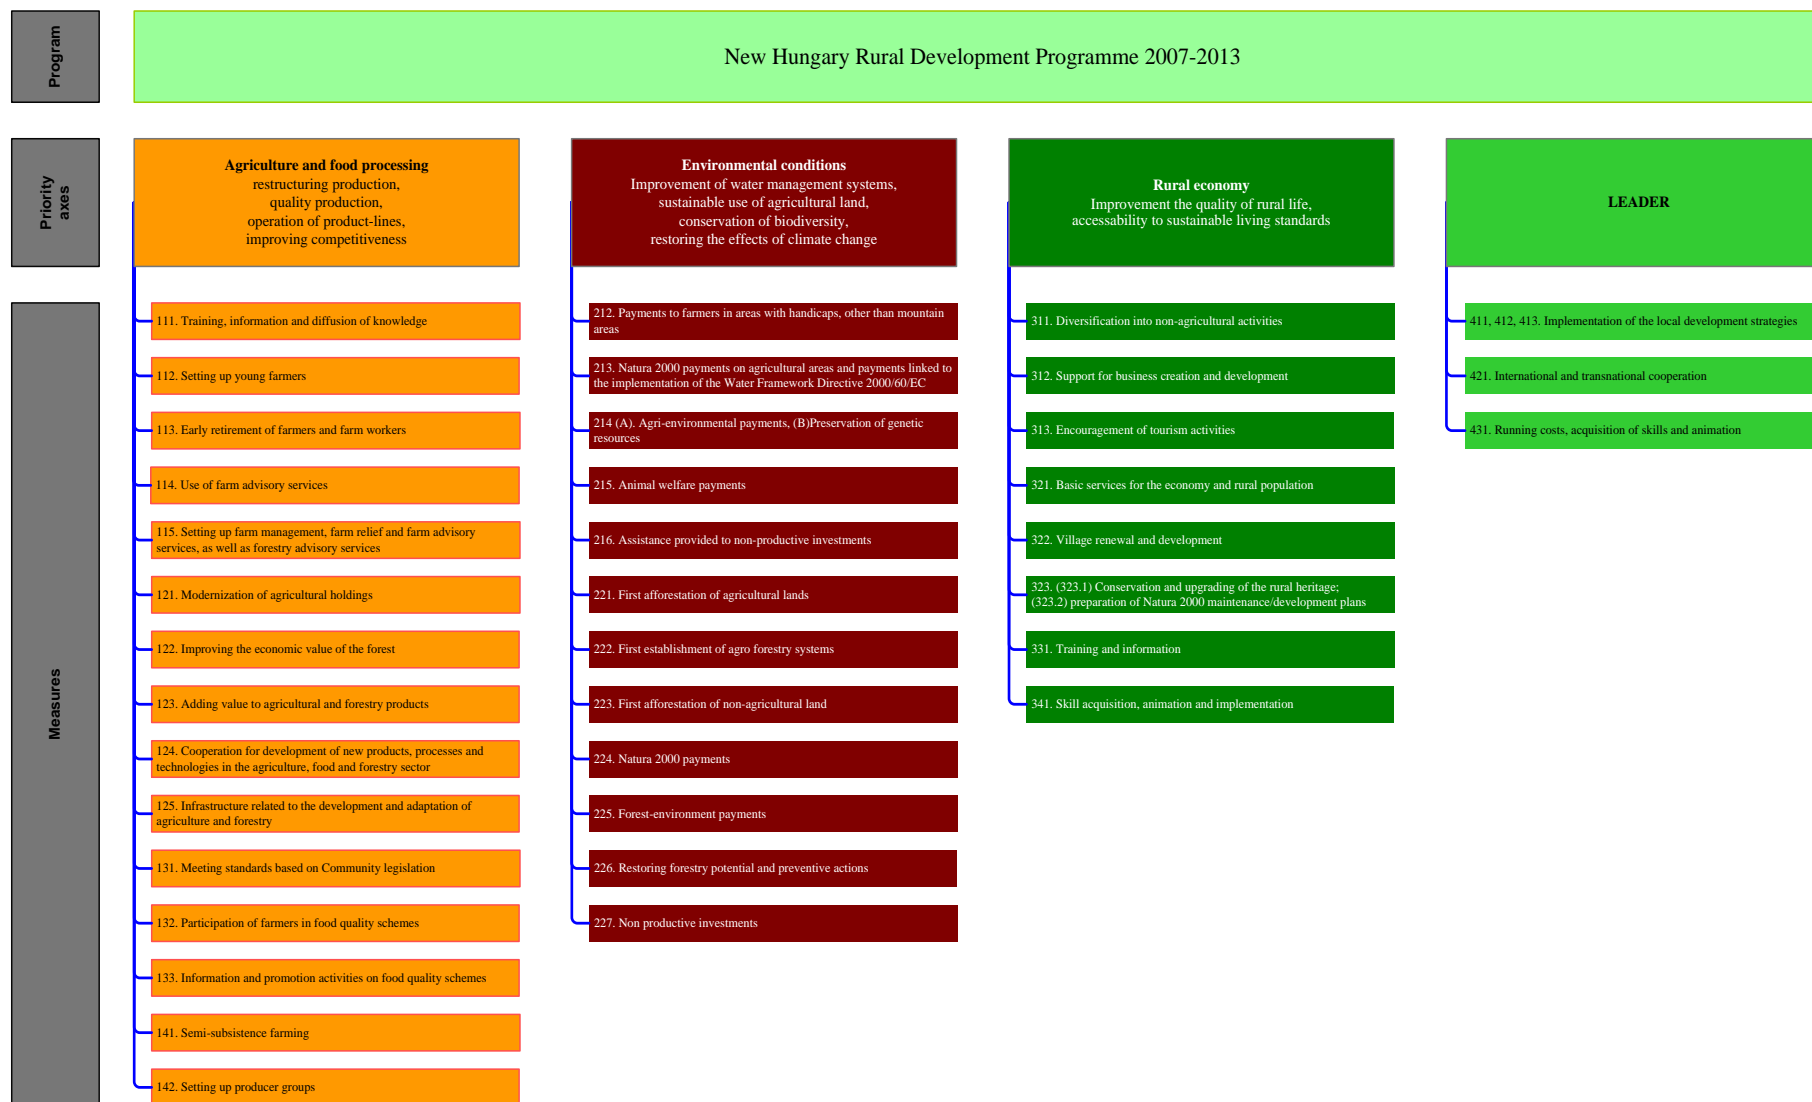 Program
New Hungary Rural Development Programme 2007-2013
Priority
axes
Agriculture and food processing
restructuring production,
quality production,
operation of product-lines,
improving competitiveness
Environmental conditions
Improvement of water management systems,
sustainable use of agricultural land,
conservation of biodiversity,
restoring the effects of climate change
Rural economy
Improvement the quality of rural life,
accessability to sustainable living standards
LEADER
Measures
111. Training, information and diffusion of knowledge
112. Setting up young farmers
113. Early retirement of farmers and farm workers
114. Use of farm advisory services
115. Setting up farm management, farm relief and farm advisory
services, as well as forestry advisory services
121. Modernization of agricultural holdings
122. Improving the economic value of the forest
123. Adding value to agricultural and forestry products
124. Cooperation for development of new products, processes and
technologies in the agriculture, food and forestry sector
125. Infrastructure related to the development and adaptation of
agriculture and forestry
131. Meeting standards based on Community legislation
132. Participation of farmers in food quality schemes
133. Information and promotion activities on food quality schemes
141. Semi-subsistence farming
142. Setting up producer groups
212. Payments to farmers in areas with handicaps, other than mountain
areas
213. Natura 2000 payments on agricultural areas and payments linked to
the implementation of the Water Framework Directive 2000/60/EC
214 (A). Agri-environmental payments, (B)Preservation of genetic
resources
215. Animal welfare payments
216. Assistance provided to non-productive investments
221. First afforestation of agricultural lands
222. First establishment of agro forestry systems
223. First afforestation of non-agricultural land
224. Natura 2000 payments
225. Forest-environment payments
226. Restoring forestry potential and preventive actions
227. Non productive investments
311. Diversification into non-agricultural activities
312. Support for business creation and development
313. Encouragement of tourism activities
321. Basic services for the economy and rural population
322. Village renewal and development
323. (323.1) Conservation and upgrading of the rural heritage;
(323.2) preparation of Natura 2000 maintenance/development plans
331. Training and information
341. Skill acquisition, animation and implementation
411, 412, 413. Implementation of the local development strategies
421. International and transnational cooperation
431. Running costs, acquisition of skills and animation